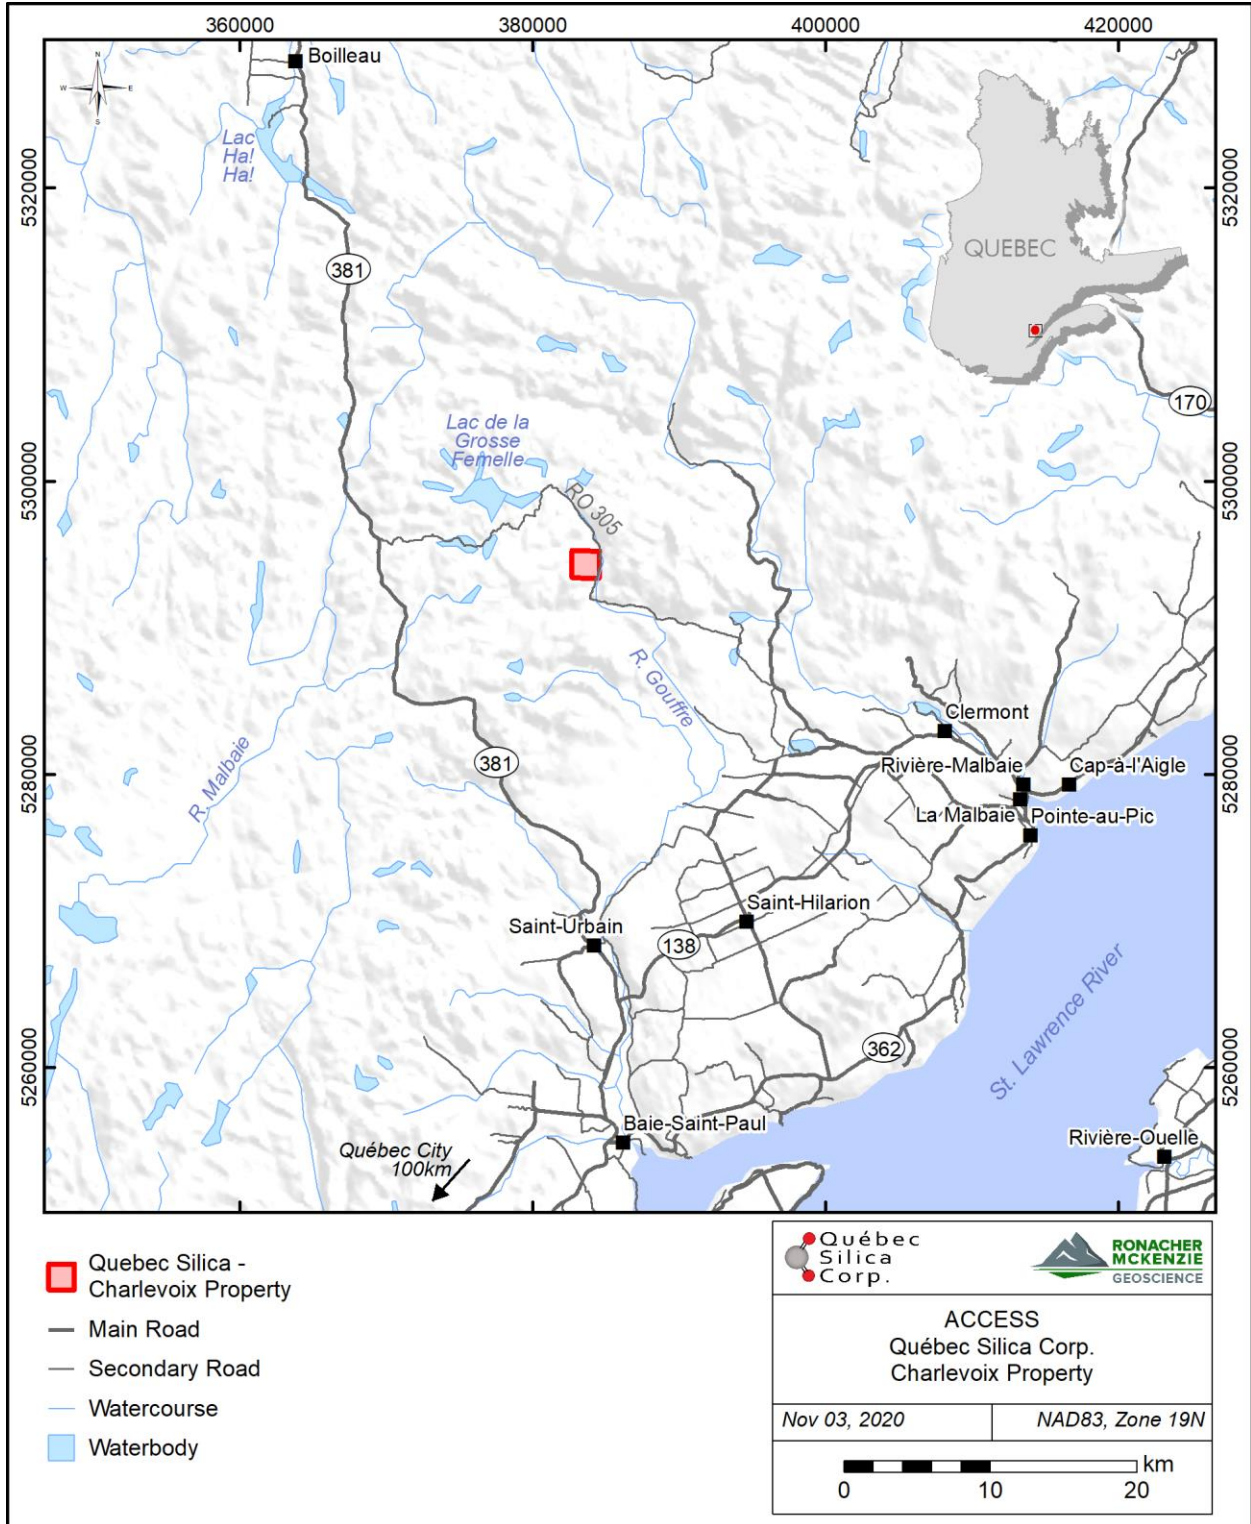 360000
380000
400000
420000
N
W
E
S
Boilleau
Lac
Ha!
Ha!
5320000
5320000
QUEBEC
381
170
Lac de la
Grosse
Femelle
5300000
5300000
RO 305
R. Gouffre
Clermont
R. Malbaie
381
Rivière-Malbaie
Cap-à-l'Aigle
5280000
5280000
La Malbaie
Pointe-au-Pic
Saint-Hilarion
Saint-Urbain
138
St. Lawrence River
362
5260000
5260000
Baie-Saint-Paul
Rivière-Ouelle
Québec City
100km
Quebec Silica -
Charlevoix Property
Main Road
Secondary Road
Watercourse
Waterbody
Québec
Silica
Corp.
RONACHER
MCKENZIE
GEOSCIENCE
ACCESS
Québec Silica Corp.
Charlevoix Property
Nov 03, 2020
NAD83, Zone 19N
km
0
10
20